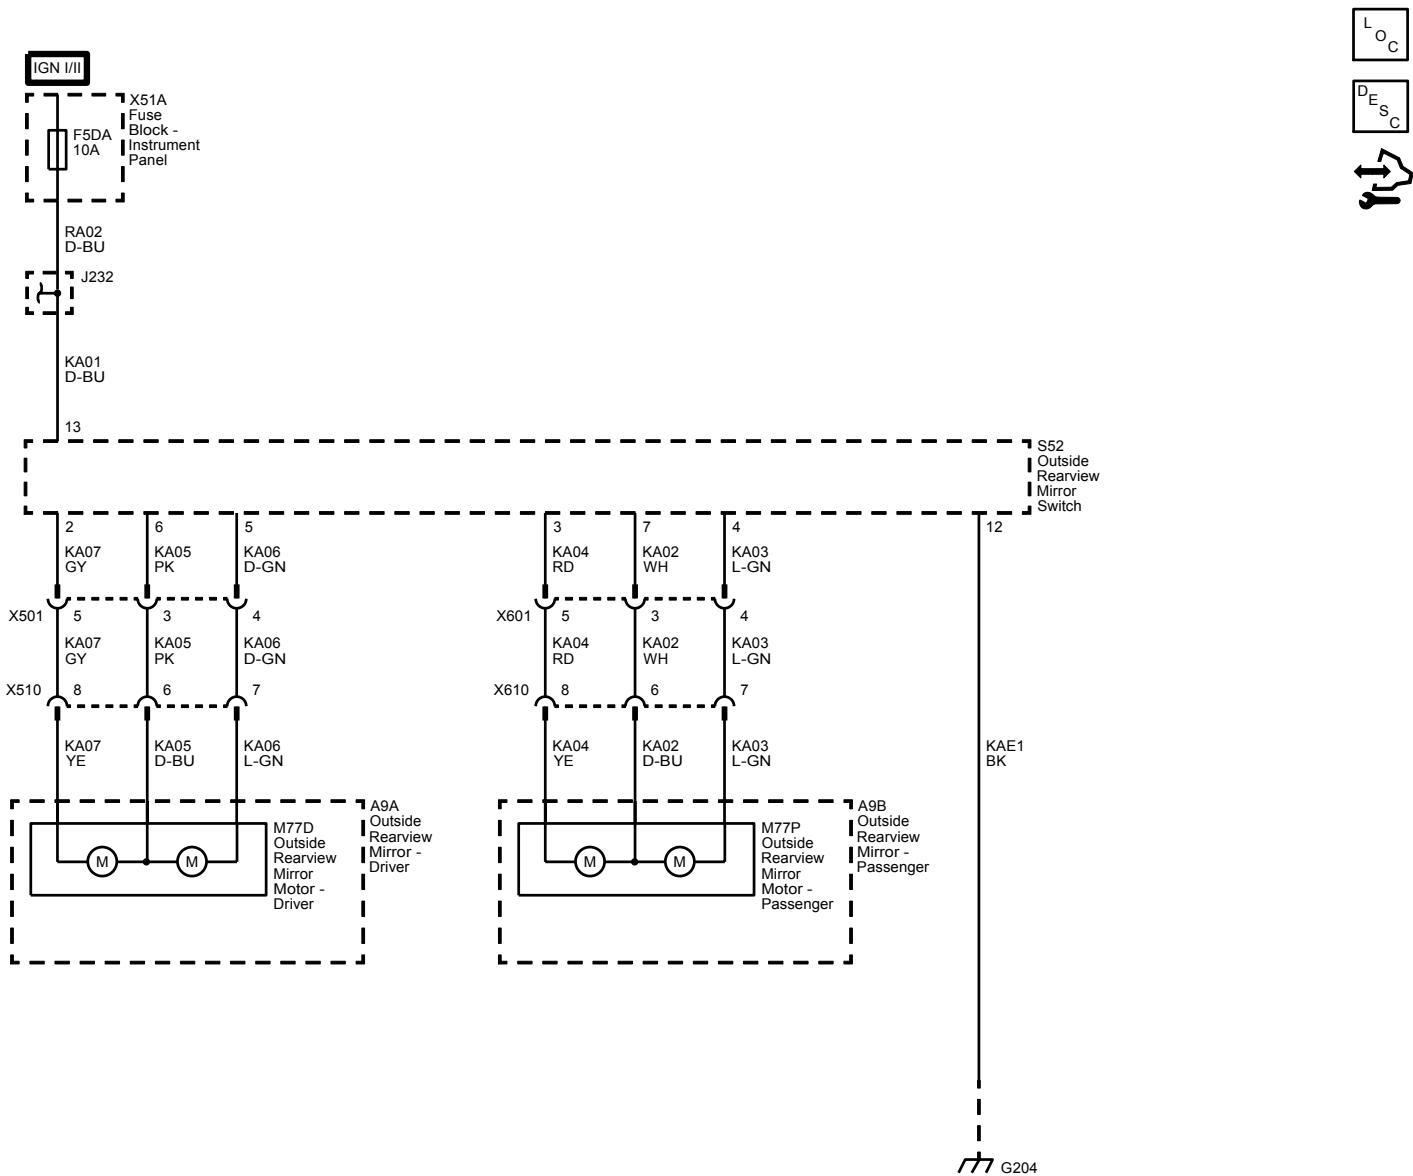 L
O
C
D
E
S
C
IGN I/II
X51A
Fuse
Block -
Instrument
Panel
F5DA
10A
RA02
D-BU
J232
KA01
D-BU
13
S52
Outside
Rearview
Mirror
Switch
2 6 5 3 7 4 12
KA07 KA05 KA06 KA04 KA02 KA03
GY PK D-GN RD WH L-GN
X501 5 3 4 X601 5 3 4
KA07 KA05 KA06 KA04 KA02 KA03
GY PK D-GN RD WH L-GN
X510 8 6 7 X610 8 6 7
KA07 KA05 KA06 KA04 KA02 KA03 KAE1
YE D-BU L-GN YE D-BU L-GN BK
A9A
Outside
Rearview
Mirror -
Driver
M77D
Outside
Rearview
Mirror
Motor -
Driver
M M
A9B
Outside
Rearview
Mirror -
Passenger
M77P
Outside
Rearview
Mirror
Motor -
Passenger
M M
G204